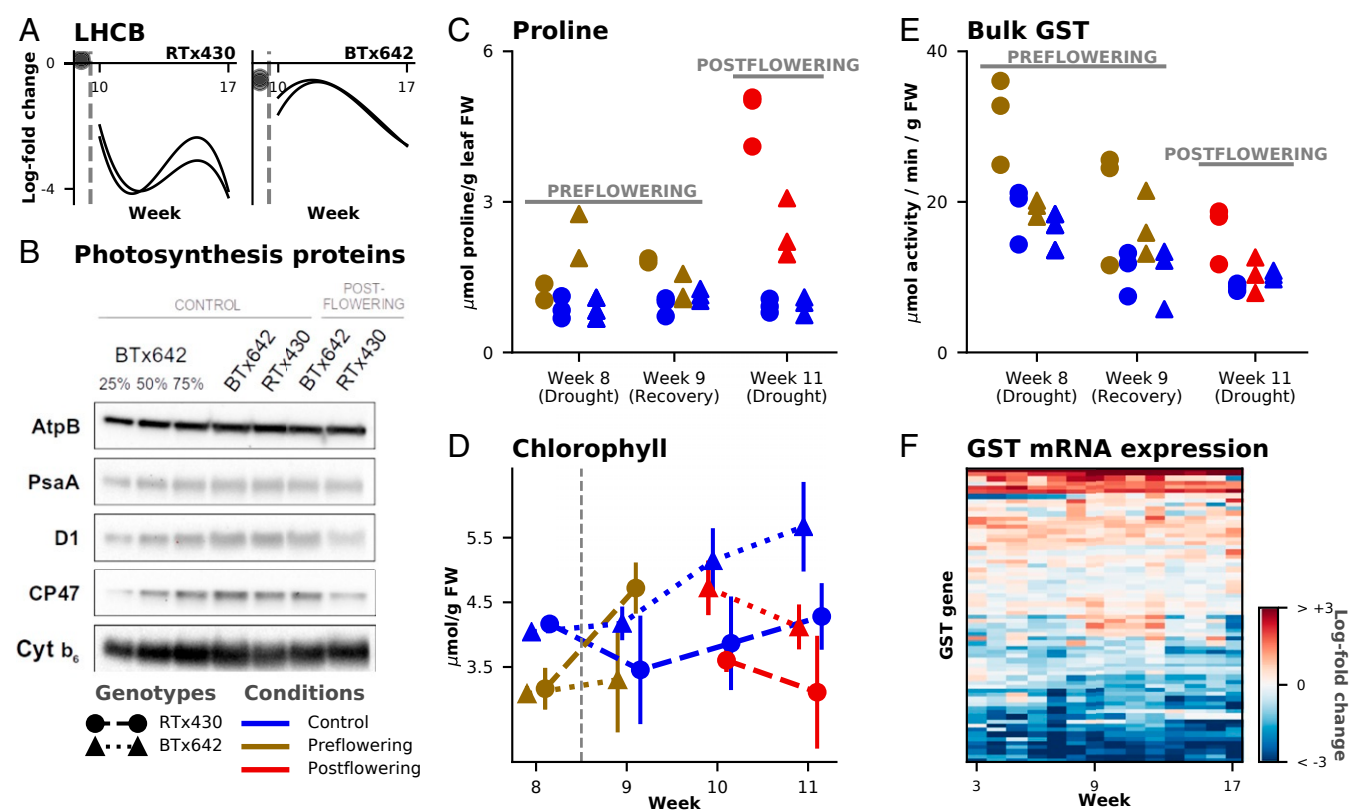 A LHCB
RTx430
BTx642
0
10
17
10
17
-4
Log-fold change
Week
Week
B Photosynthesis proteins
CONTROL
POST-
FLOWERING
BTx642
BTx642
RTx430
BTx642
RTx430
25% 50% 75%
AtpB
PsaA
D1
CP47
Cyt b₆
Genotypes
RTx430
BTx642
Conditions
Control
Preflowering
Postflowering
C Proline
6
3
0
µmol proline/g leaf FW
POSTFLOWERING
PREFLOWERING
Week 8
(Drought)
Week 9
(Recovery)
Week 11
(Drought)
D Chlorophyll
5.5
4.5
3.5
µmol/g FW
8
9
10
11
Week
E Bulk GST
40
20
0
µmol activity / min / g FW
PREFLOWERING
POSTFLOWERING
Week 8
(Drought)
Week 9
(Recovery)
Week 11
(Drought)
F GST mRNA expression
GST gene
3
9
17
Week
> +3
0
< -3
Log-fold change